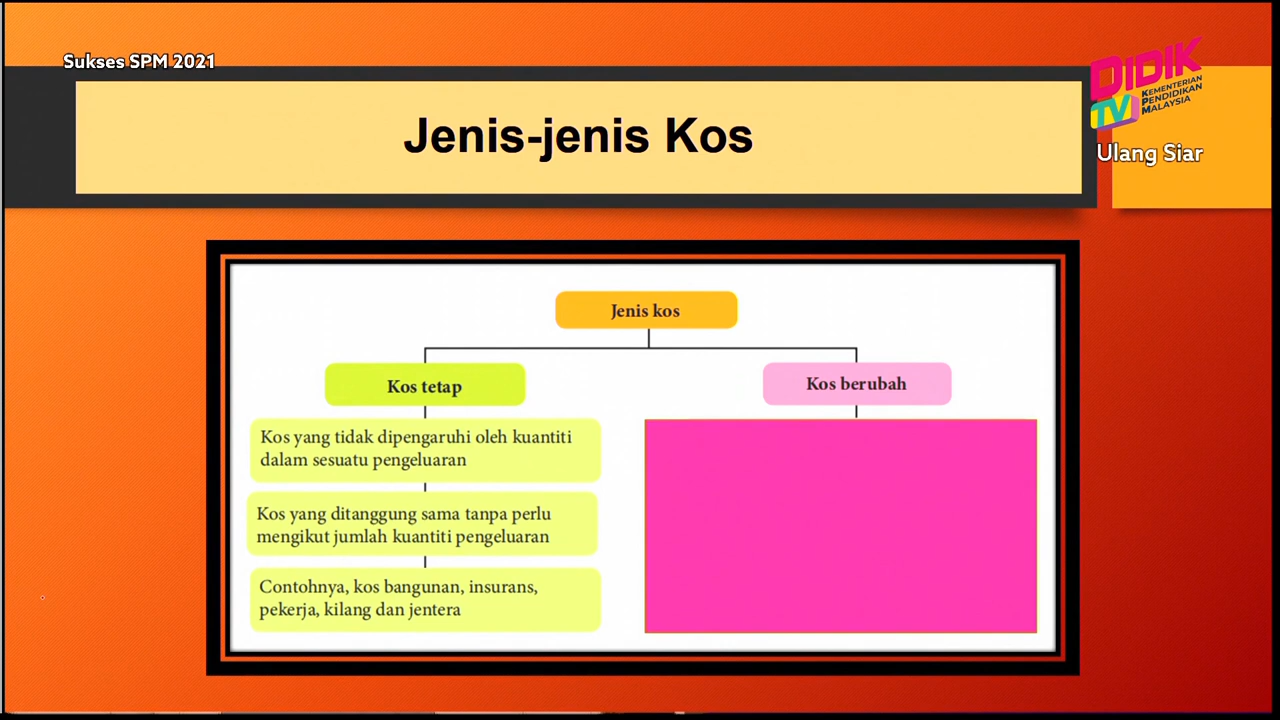 Sukses SPM 2021
DIDIK
TV
KEMENTERIAN
PENDIDIKAN
MALAYSIA
Ulang Siar
Jenis-jenis Kos
Jenis kos
Kos tetap
Kos berubah
Kos yang tidak dipengaruhi oleh kuantiti
dalam sesuatu pengeluaran
Kos yang ditanggung sama tanpa perlu
mengikut jumlah kuantiti pengeluaran
Contohnya, kos bangunan, insurans,
pekerja, kilang dan jentera